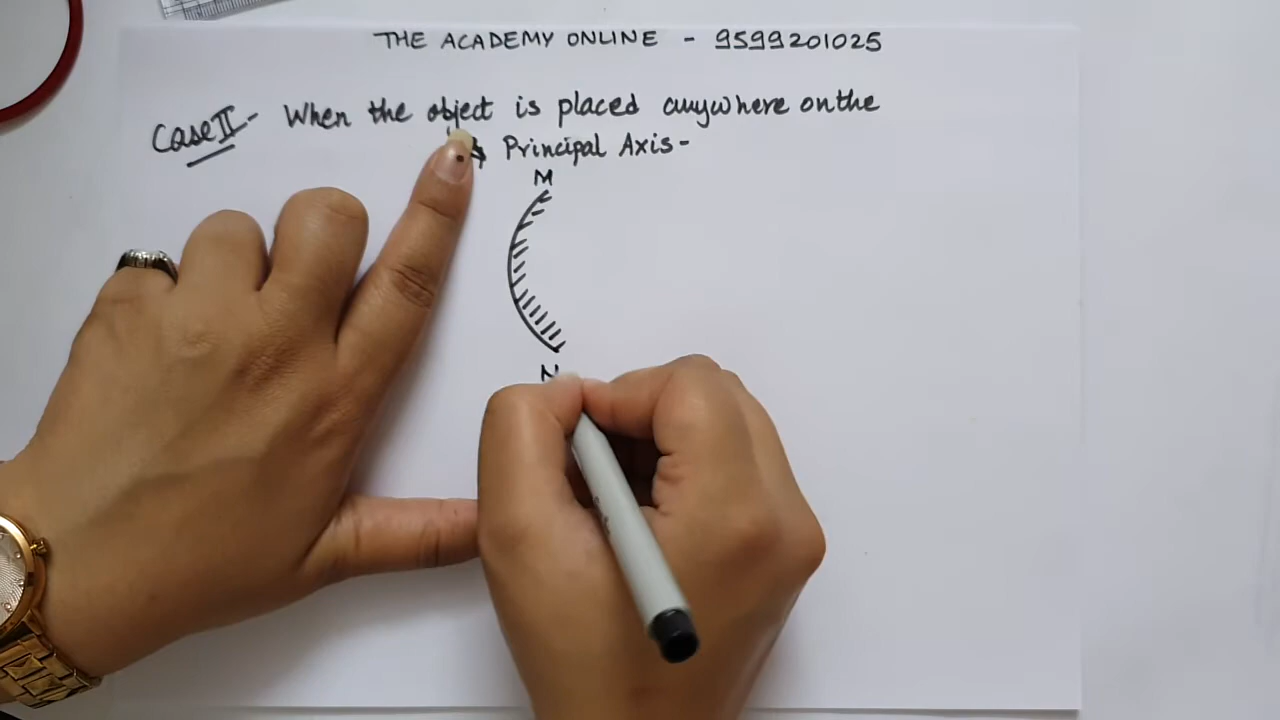 THE ACADEMY ONLINE - 9599201025
Case II - When the object is placed anywhere on the
Principal Axis -
M
N